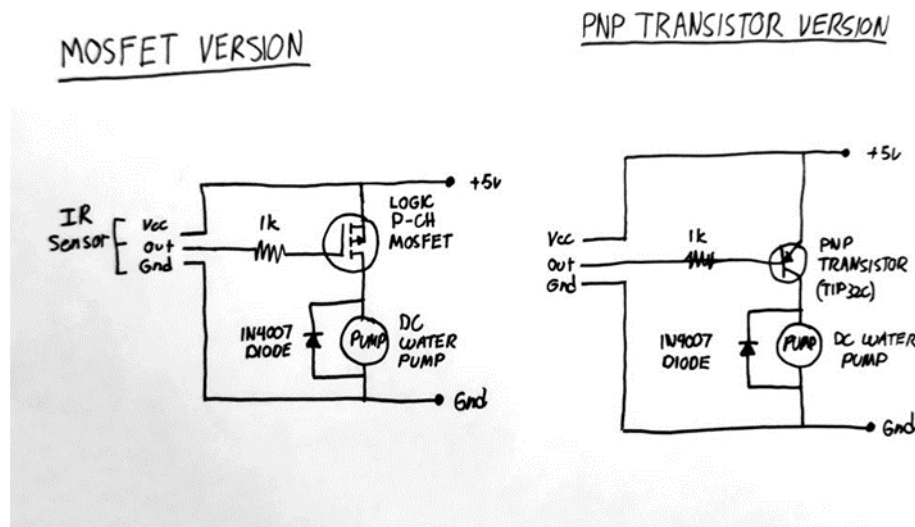 MOSFET VERSION
+5v
IR
Sensor
Vcc
Out
Gnd
1k
LOGIC
P-CH
MOSFET
1N4007
DIODE
PUMP
DC
WATER
PUMP
Gnd
PNP TRANSISTOR VERSION
+5v
Vcc
Out
Gnd
1k
PNP
TRANSISTOR
(TIP32C)
1N4007
DIODE
PUMP
DC WATER
PUMP
Gnd